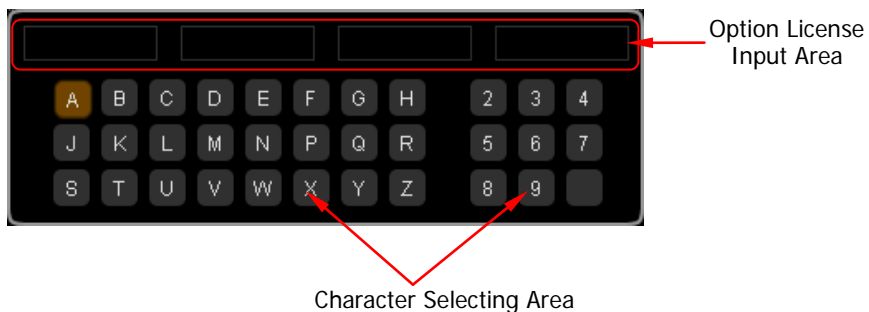 Option License
Input Area
A B C D E F G H 2 3 4
J K L M N P Q R 5 6 7
S T U V W X Y Z 8 9
Character Selecting Area